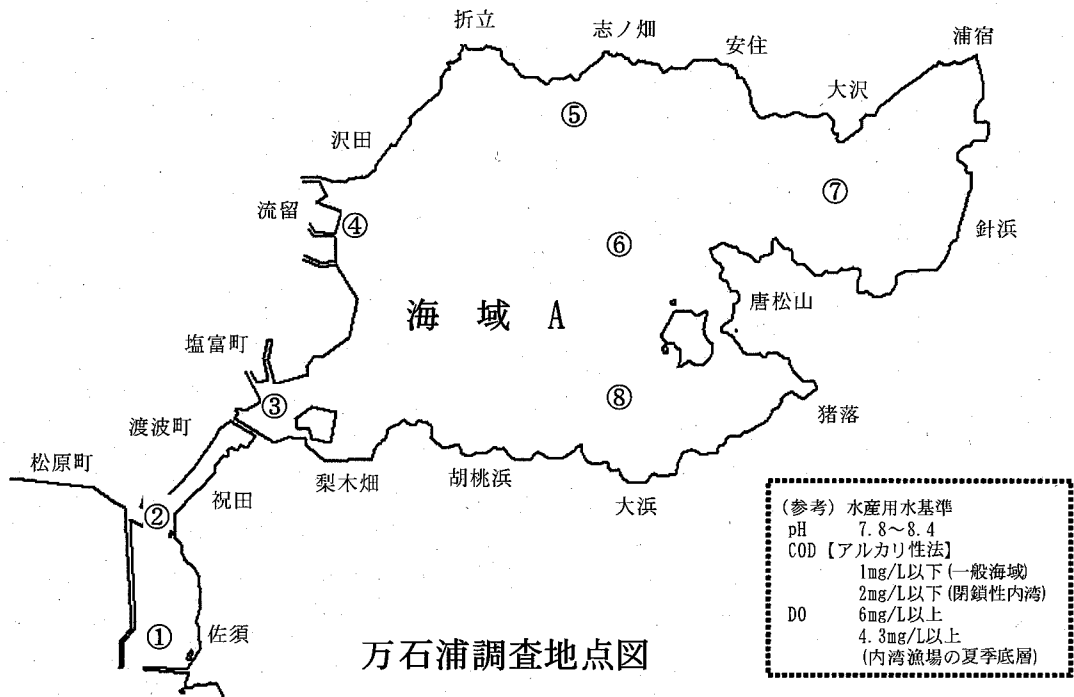 折立
志ノ畑
安住
浦宿
大沢
⑤
沢田
⑦
流留
④
針浜
⑥
唐松山
海域A
塩富町
③
⑧
猪落
渡波町
松原町
梨木畑
胡桃浜
大浜
祝田
②
①
佐須
万石浦調査地点図
(参考) 水産用水基準
pH 7.8～8.4
COD【アルカリ性法】
1mg/L以下(一般海域)
2mg/L以下(閉鎖性内湾)
DO 6mg/L以上
4.3mg/L以上
(内湾漁場の夏季底層)